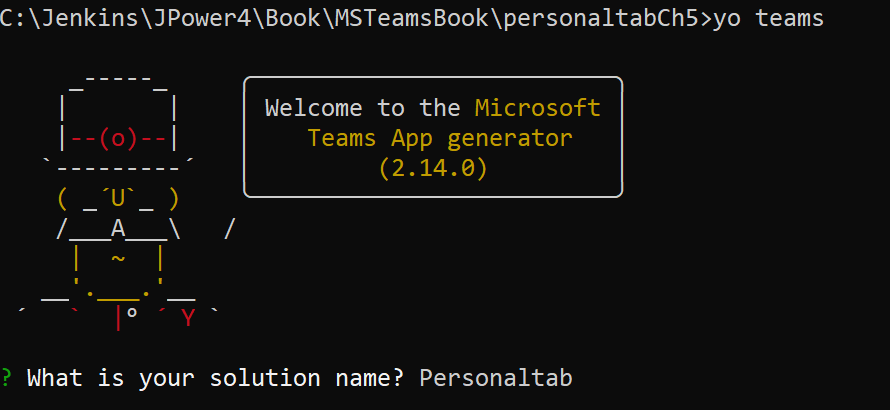 C:\Jenkins\JPower4\Book\MSTeamsBook\personaltabCh5>yo teams
Welcome to the Microsoft
Teams App generator
(2.14.0)
? What is your solution name? Personaltab